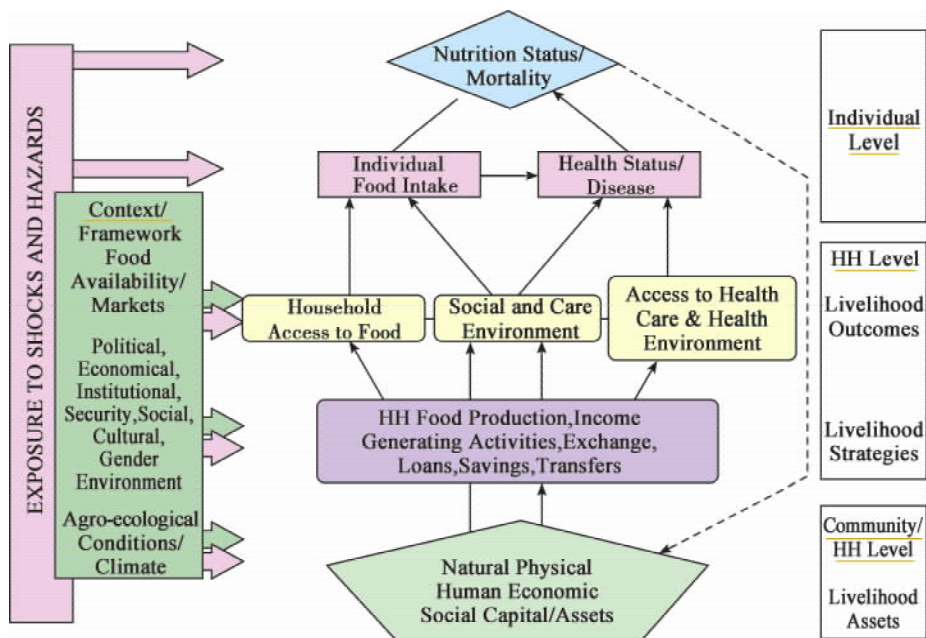 EXPOSURE TO SHOCKS AND HAZARDS
Context/
Framework
Food
Availability/
Markets
Political,
Economical,
Institutional,
Security,Social,
Cultural,
Gender
Environment
Agro-ecological
Conditions/
Climate
Nutrition Status/
Mortality
Individual
Food Intake
Health Status/
Disease
Household
Access to Food
Social and Care
Environment
Access to Health
Care & Health
Environment
HH Food Production,Income
Generating Activities,Exchange,
Loans,Savings,Transfers
Natural Physical
Human Economic
Social Capital/Assets
Individual
Level
HH Level
Livelihood
Outcomes
Livelihood
Strategies
Community/
HH Level
Livelihood
Assets